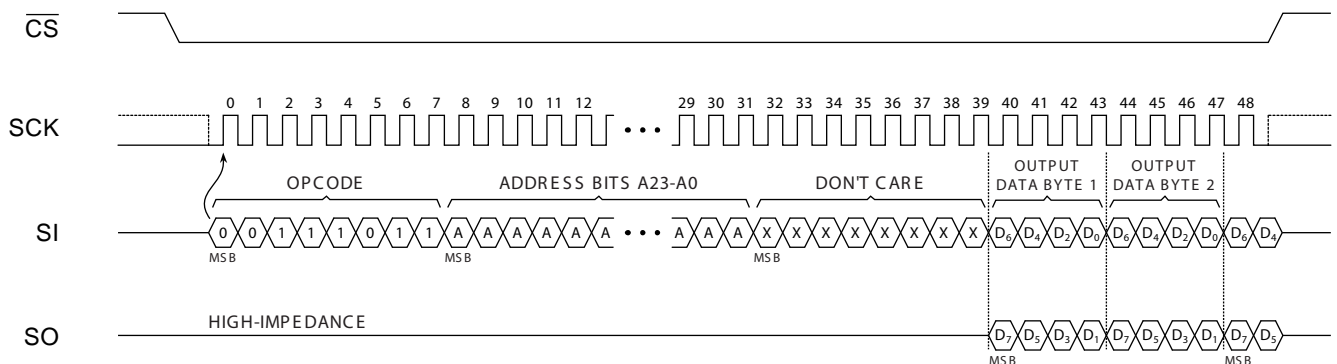 CS
0 1 2 3 4 5 6 7 8 9 10 11 12 29 30 31 32 33 34 35 36 37 38 39 40 41 42 43 44 45 46 47 48
SCK
OPCODE ADDRESS BITS A23-A0 DON'T CARE OUTPUT DATA BYTE 1 OUTPUT DATA BYTE 2
SI 0 0 1 1 1 0 1 1 A A A A A A A A A X X X X X X X X D6 D4 D2 D0 D6 D4 D2 D0 D6 D4
MSB MSB MSB
HIGH-IMPEDANCE
SO D7 D5 D3 D1 D7 D5 D3 D1 D7 D5
MSB MSB